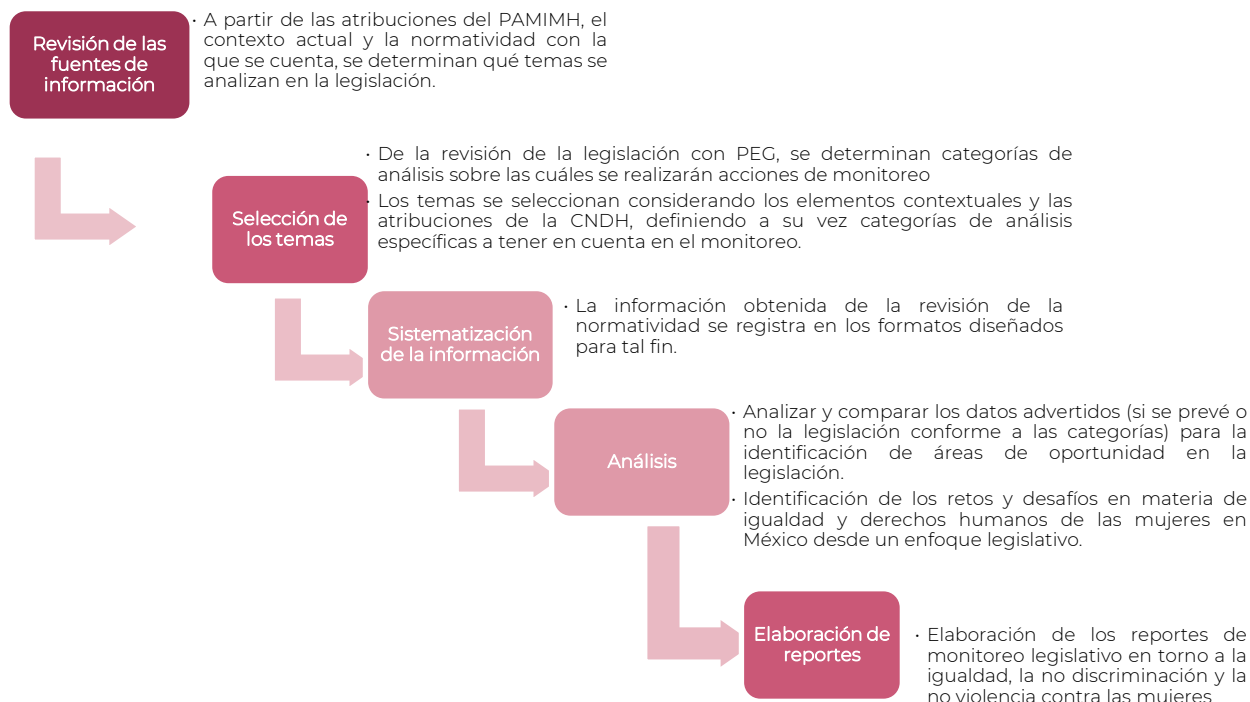 Revisión de las
fuentes de
información
· A partir de las atribuciones del PAMIMH, el
contexto actual y la normatividad con la
que se cuenta, se determinan qué temas se
analizan en la legislación.
Selección de
los temas
· De la revisión de la legislación con PEG, se determinan categorías de
análisis sobre las cuáles se realizarán acciones de monitoreo
· Los temas se seleccionan considerando los elementos contextuales y las
atribuciones de la CNDH, definiendo a su vez categorías de análisis
específicas a tener en cuenta en el monitoreo.
Sistematización
de la información
· La información obtenida de la revisión de la
normatividad se registra en los formatos diseñados
para tal fin.
Análisis
· Analizar y comparar los datos advertidos (si se prevé o
no la legislación conforme a las categorías) para la
identificación de áreas de oportunidad en la
legislación.
· Identificación de los retos y desafíos en materia de
igualdad y derechos humanos de las mujeres en
México desde un enfoque legislativo.
Elaboración de
reportes
· Elaboración de los reportes de
monitoreo legislativo en torno a la
igualdad, la no discriminación y la
no violencia contra las mujeres